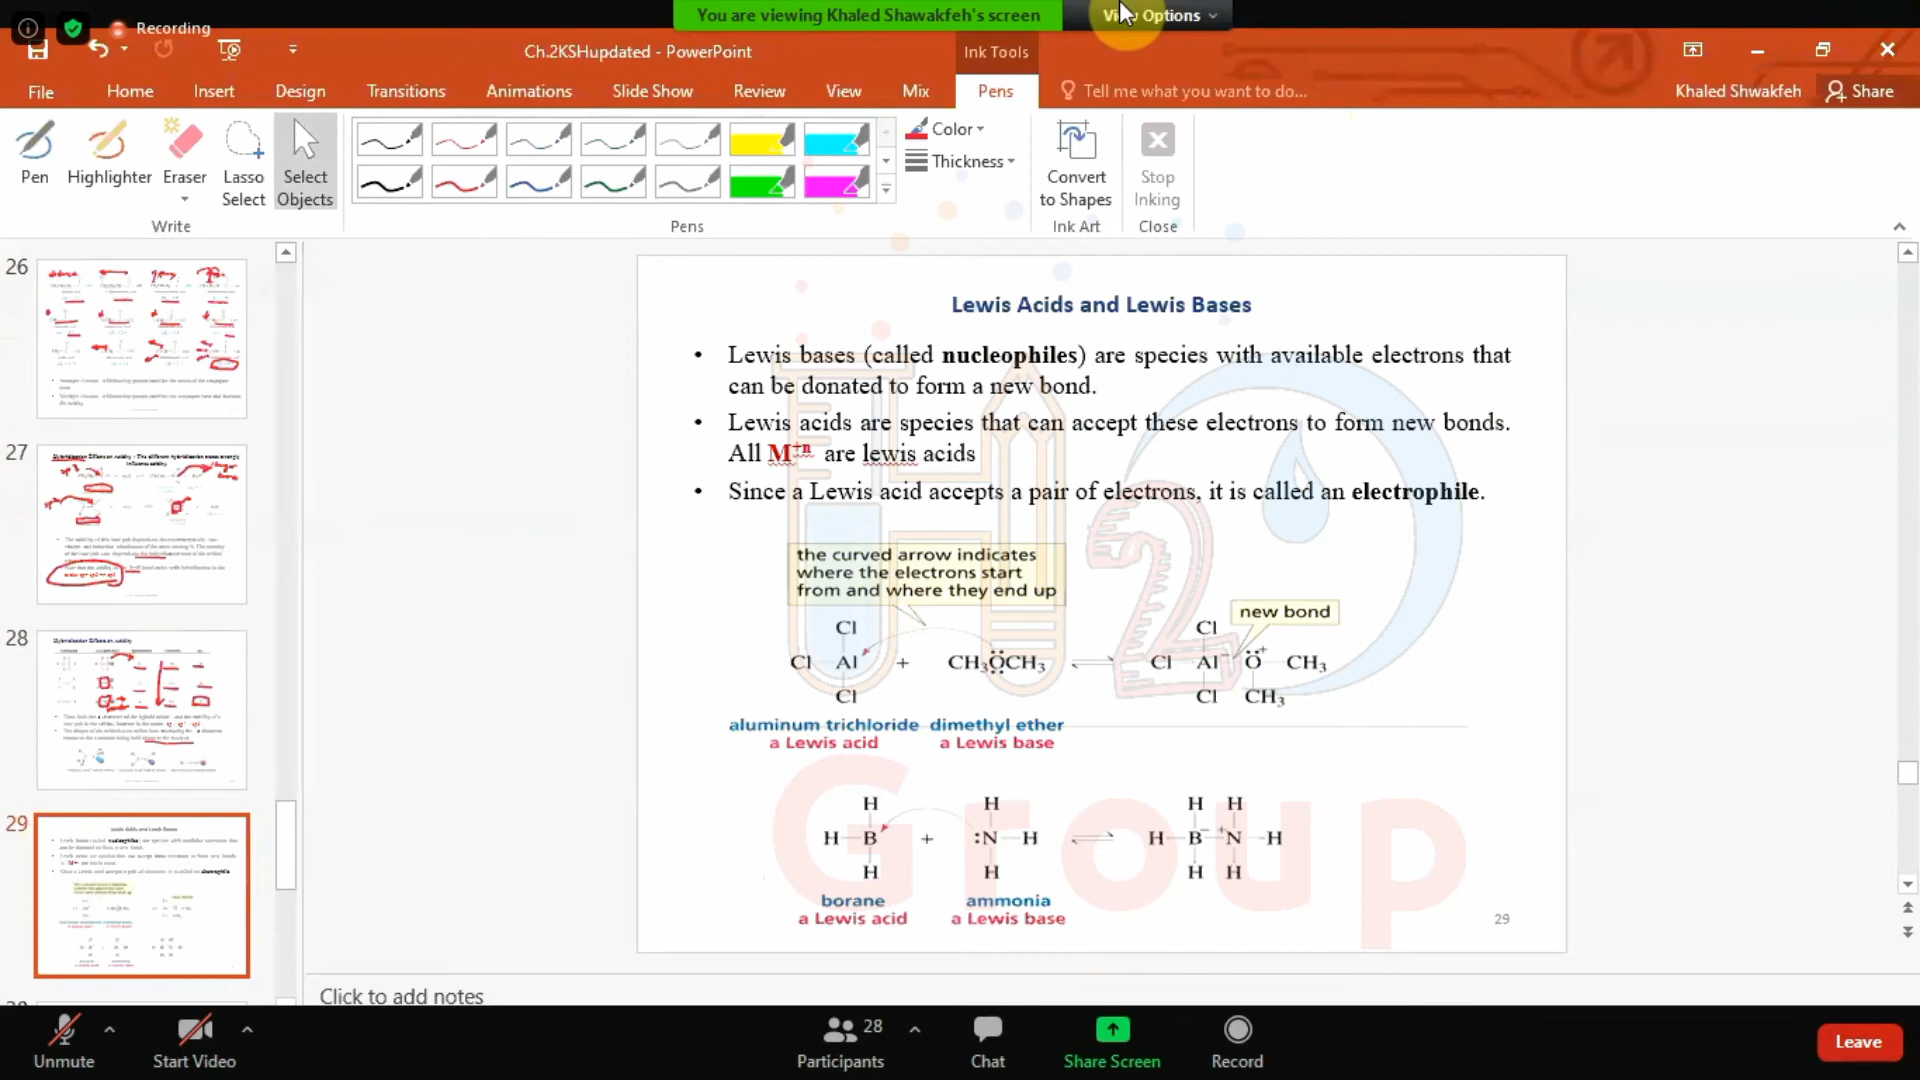 You are viewing Khaled Shawakfeh's screen
View Options
Recording
Ch.2KSHupdated - PowerPoint
Ink Tools
File
Home
Insert
Design
Transitions
Animations
Slide Show
Review
View
Mix
Pens
Tell me what you want to do...
Khaled Shwakfeh
Share
Pen
Highlighter
Eraser
Lasso
Select
Select
Objects
Color
Thickness
Convert
to Shapes
Stop
Inking
Write
Pens
Ink Art
Close
26
27
28
29
Lewis Acids and Lewis Bases
• Lewis bases (called nucleophiles) are species with available electrons that
can be donated to form a new bond.
• Lewis acids are species that can accept these electrons to form new bonds.
All M+n are lewis acids
• Since a Lewis acid accepts a pair of electrons, it is called an electrophile.
the curved arrow indicates
where the electrons start
from and where they end up
new bond
Cl Cl
Cl Al + CH3OCH3 Cl Al− O+ CH3
Cl Cl CH3
aluminum trichloride dimethyl ether
a Lewis acid a Lewis base
H H H H
H B + :N H H B− +N H
H H H H
borane ammonia
a Lewis acid a Lewis base
29
H2O
Group
Click to add notes
Unmute
Start Video
28
Participants
Chat
Share Screen
Record
Leave